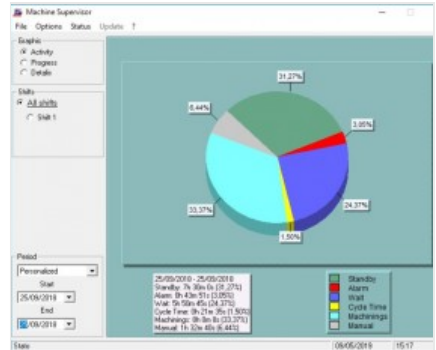 Machine Supervisor
File Options Status Update ?
Graphic
Activity
Progress
Details
Shifts
All shifts
Shift 1
31,27%
3,05%
24,37%
1,50%
33,37%
6,44%
Period
Personalized
Start
25/09/2018
End
/09/2018
25/09/2018 - 25/09/2018
Standby: 7h 30m 0s (31,27%)
Alarm: 0h 43m 51s (3,05%)
Wait: 5h 50m 45s (24,37%)
Cycle Time: 0h 21m 35s (1,50%)
Machinings: 8h 0m 8s (33,37%)
Manual: 1h 32m 40s (6,44%)
Standby
Alarm
Wait
Cycle Time
Machinings
Manual
State
09/05/2019 15:17